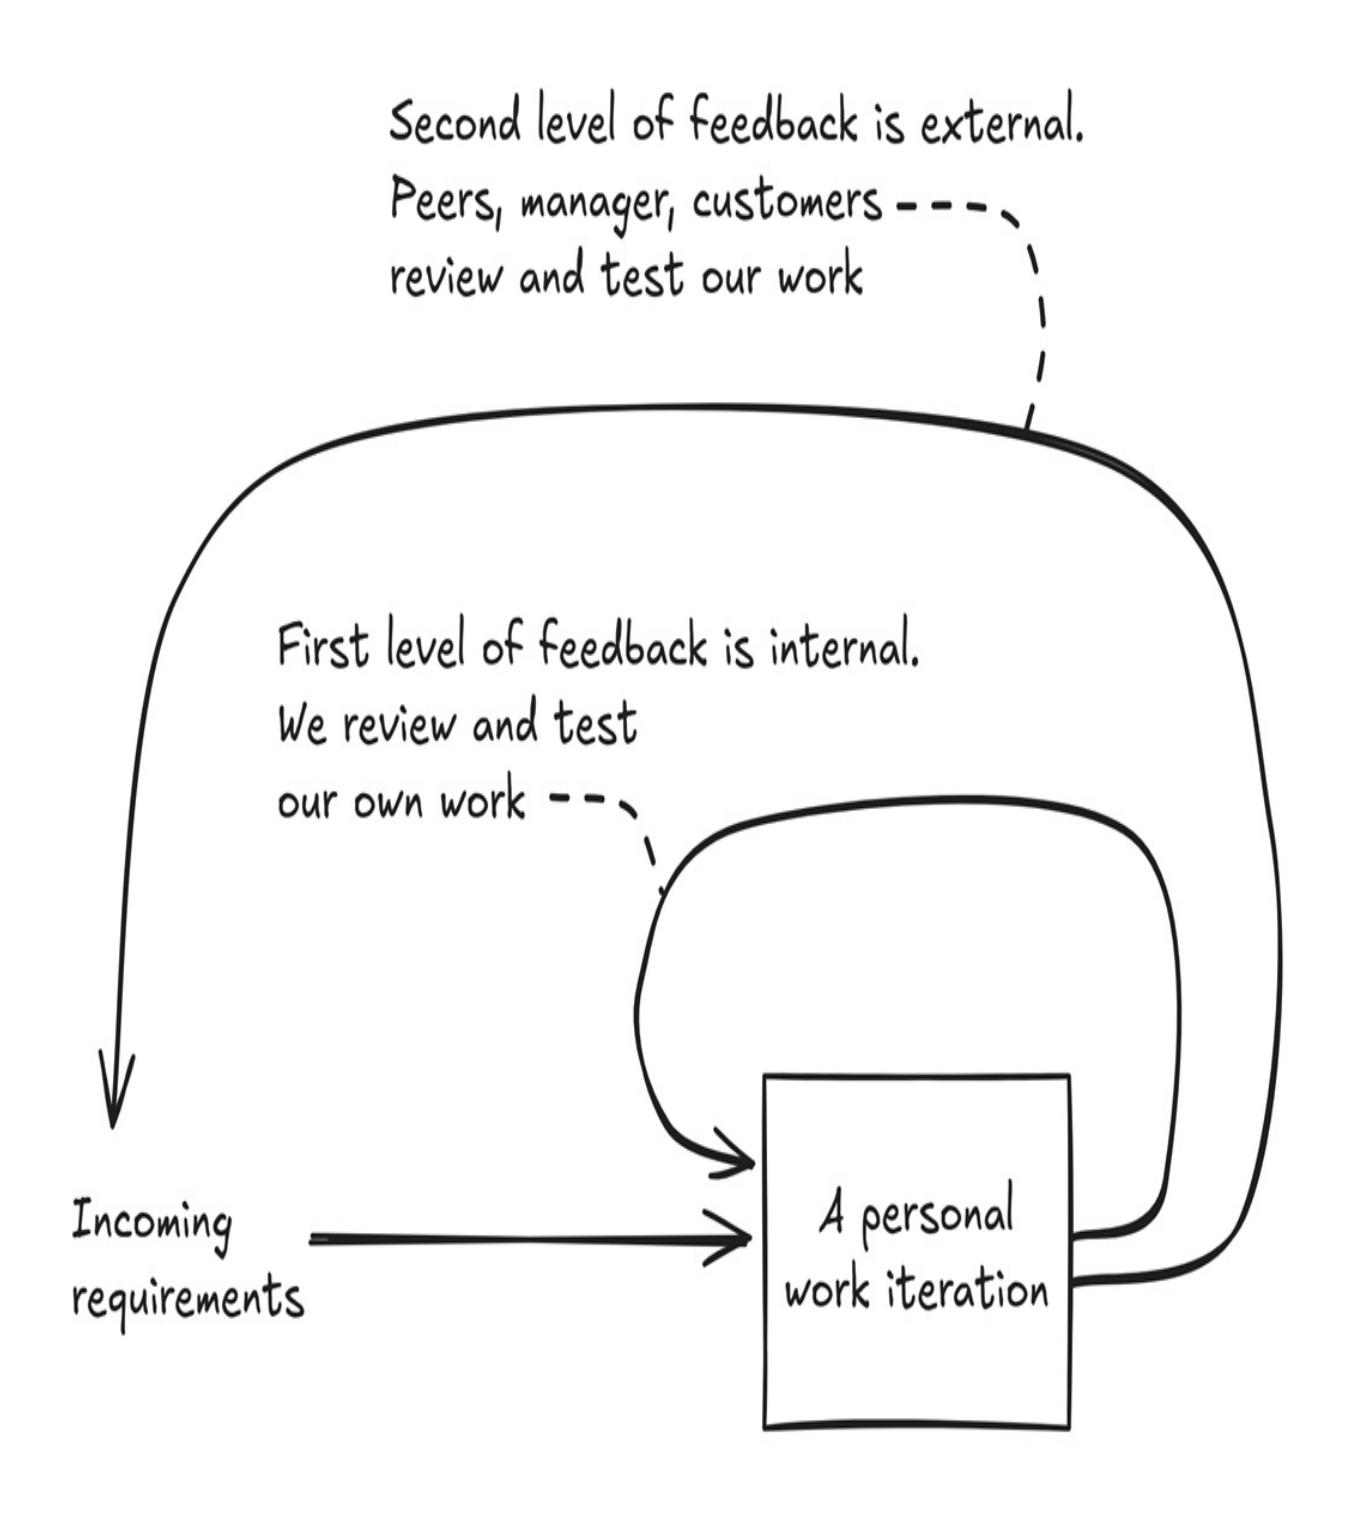 Second level of feedback is external.
Peers, manager, customers
review and test our work
First level of feedback is internal.
We review and test
our own work
Incoming
requirements
A personal
work iteration